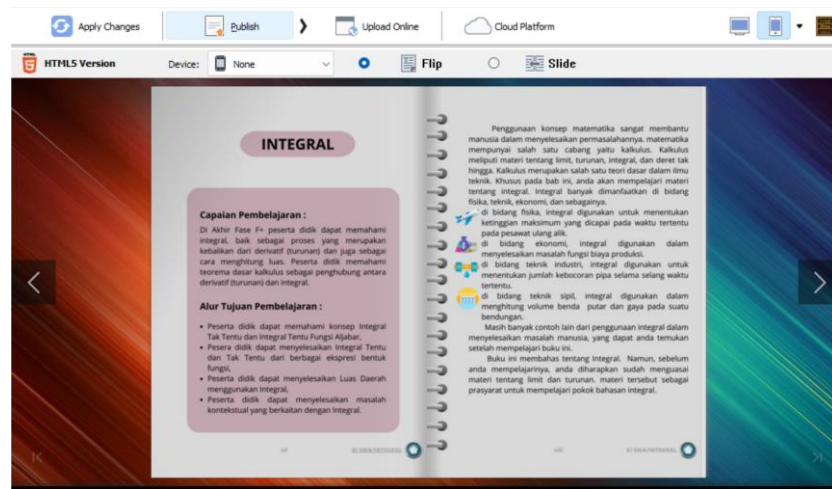 Apply Changes
Publish
Upload Online
Cloud Platform
HTML5 Version
Device:
None
Flip
Slide
INTEGRAL
Capaian Pembelajaran :
Di Akhir Fase F+ peserta didik dapat memahami
integral, baik sebagai proses yang merupakan
kebalikan dari derivatif (turunan) dan juga sebagai
cara menghitung luas. Peserta didik memahami
teorema dasar kalkulus sebagai penghubung antara
derivatif (turunan) dan integral.
Alur Tujuan Pembelajaran :
• Peserta didik dapat memahami konsep Integral
Tak Tentu dan Integral Tentu Fungsi Aljabar,
• Pesera didik dapat menyelesaikan Integral Tentu
dan Tak Tentu dari berbagai ekspresi bentuk
fungsi,
• Peserta didik dapat menyelesaikan Luas Daerah
menggunakan Integral,
• Peserta didik dapat menyelesaikan masalah
kontekstual yang berkaitan dengan Integral.
Penggunaan konsep matematika sangat membantu
manusia dalam menyelesaikan permasalahannya. matematika
mempunyai salah satu cabang yaitu kalkulus. Kalkulus
meliputi materi tentang limit, turunan, integral, dan deret tak
hingga. Kalkulus merupakan salah satu teori dasar dalam ilmu
teknik. Khusus pada bab ini, anda akan mempelajari materi
tentang integral. Integral banyak dimanfaatkan di bidang
fisika, teknik, ekonomi, dan sebagainya.
di bidang fisika, integral digunakan untuk menentukan
ketinggian maksimum yang dicapai pada waktu tertentu
pada pesawat ulang alik.
di bidang ekonomi, integral digunakan dalam
menyelesaikan masalah fungsi biaya produksi.
di bidang teknik industri, integral digunakan untuk
menentukan jumlah kebocoran pipa selama selang waktu
tertentu.
di bidang teknik sipil, integral digunakan dalam
menghitung volume benda putar dan gaya pada suatu
bendungan.
Masih banyak contoh lain dari penggunaan integral dalam
menyelesaikan masalah manusia, yang dapat anda temukan
setelah mempelajari buku ini.
Buku ini membahas tentang Integral. Namun, sebelum
anda mempelajarinya, anda diharapkan sudah menguasai
materi tentang limit dan turunan. materi tersebut sebagai
prasyarat untuk mempelajari pokok bahasan integral.